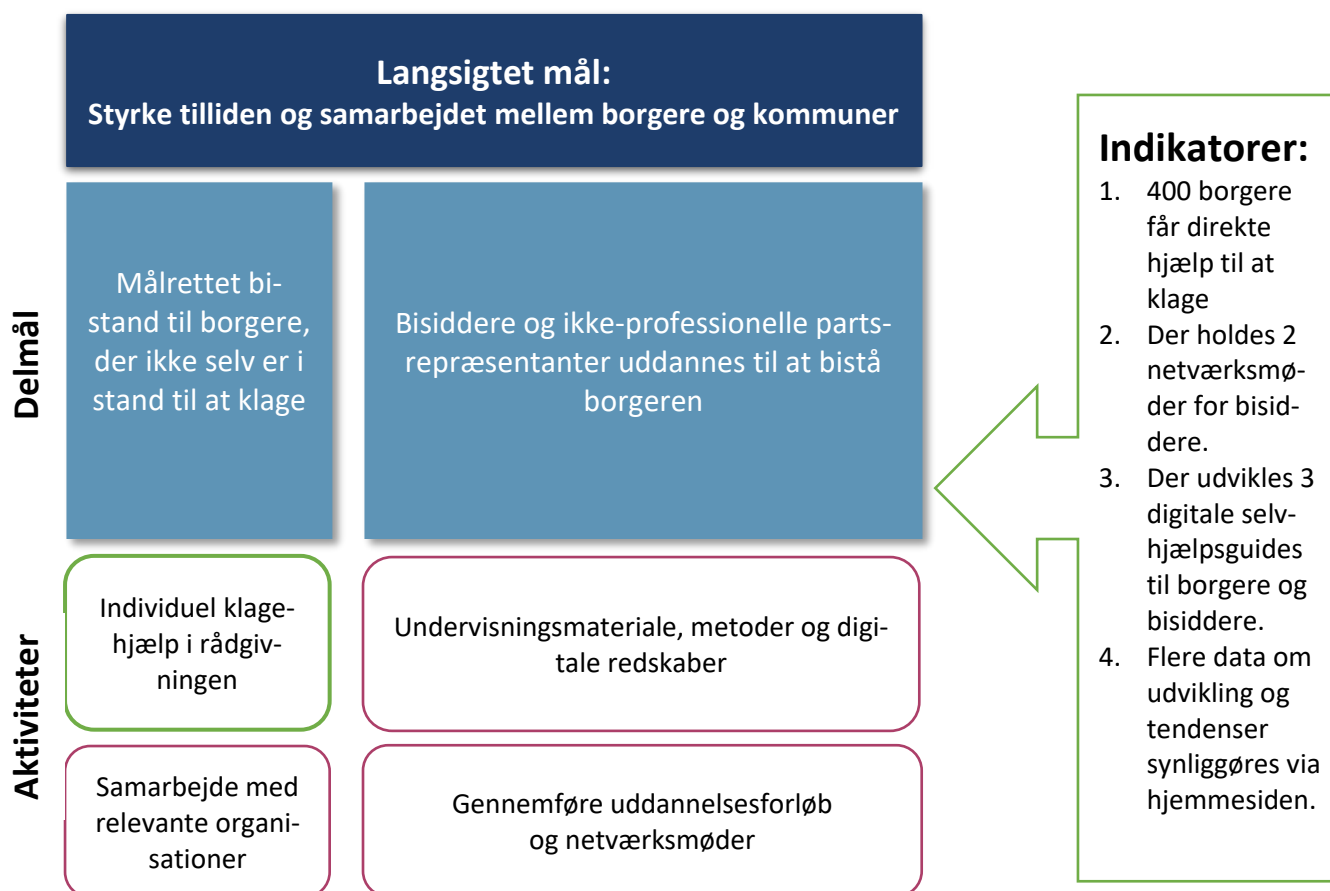 Langsigtet mål:
Styrke tilliden og samarbejdet mellem borgere og kommuner
Delmål
Målrettet bi-
stand til borgere,
der ikke selv er i
stand til at klage
Bisiddere og ikke-professionelle parts-
repræsentanter uddannes til at bistå
borgeren
Aktiviteter
Individuel klage-
hjælp i rådgiv-
ningen
Undervisningsmateriale, metoder og digi-
tale redskaber
Samarbejde med
relevante organi-
sationer
Gennemføre uddannelsesforløb
og netværksmøder
Indikatorer:
1. 400 borgere
får direkte
hjælp til at
klage
2. Der holdes 2
netværksmø-
der for bisid-
dere.
3. Der udvikles 3
digitale selv-
hjælpsguides
til borgere og
bisiddere.
4. Flere data om
udvikling og
tendenser
synliggøres via
hjemmesiden.